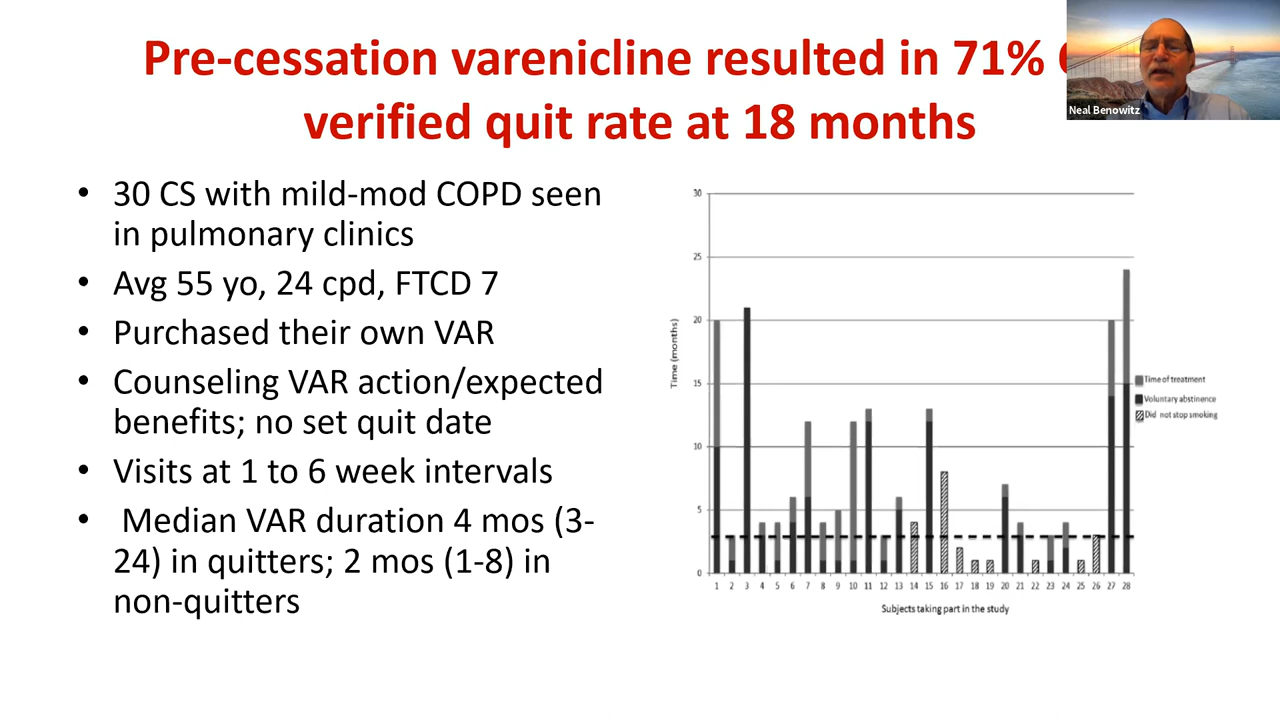 Pre-cessation varenicline resulted in 71%
verified quit rate at 18 months
Neal Benowitz
• 30 CS with mild-mod COPD seen
in pulmonary clinics
• Avg 55 yo, 24 cpd, FTCD 7
• Purchased their own VAR
• Counseling VAR action/expected
benefits; no set quit date
• Visits at 1 to 6 week intervals
• Median VAR duration 4 mos (3-
24) in quitters; 2 mos (1-8) in
non-quitters
30
25
20
15
10
5
0
Time (months)
1 2 3 4 5 6 7 8 9 10 11 12 13 14 15 16 17 18 19 20 21 22 23 24 25 26 27 28
Subjects taking part in the study
Time of treatment
Voluntary abstinence
Did not stop smoking